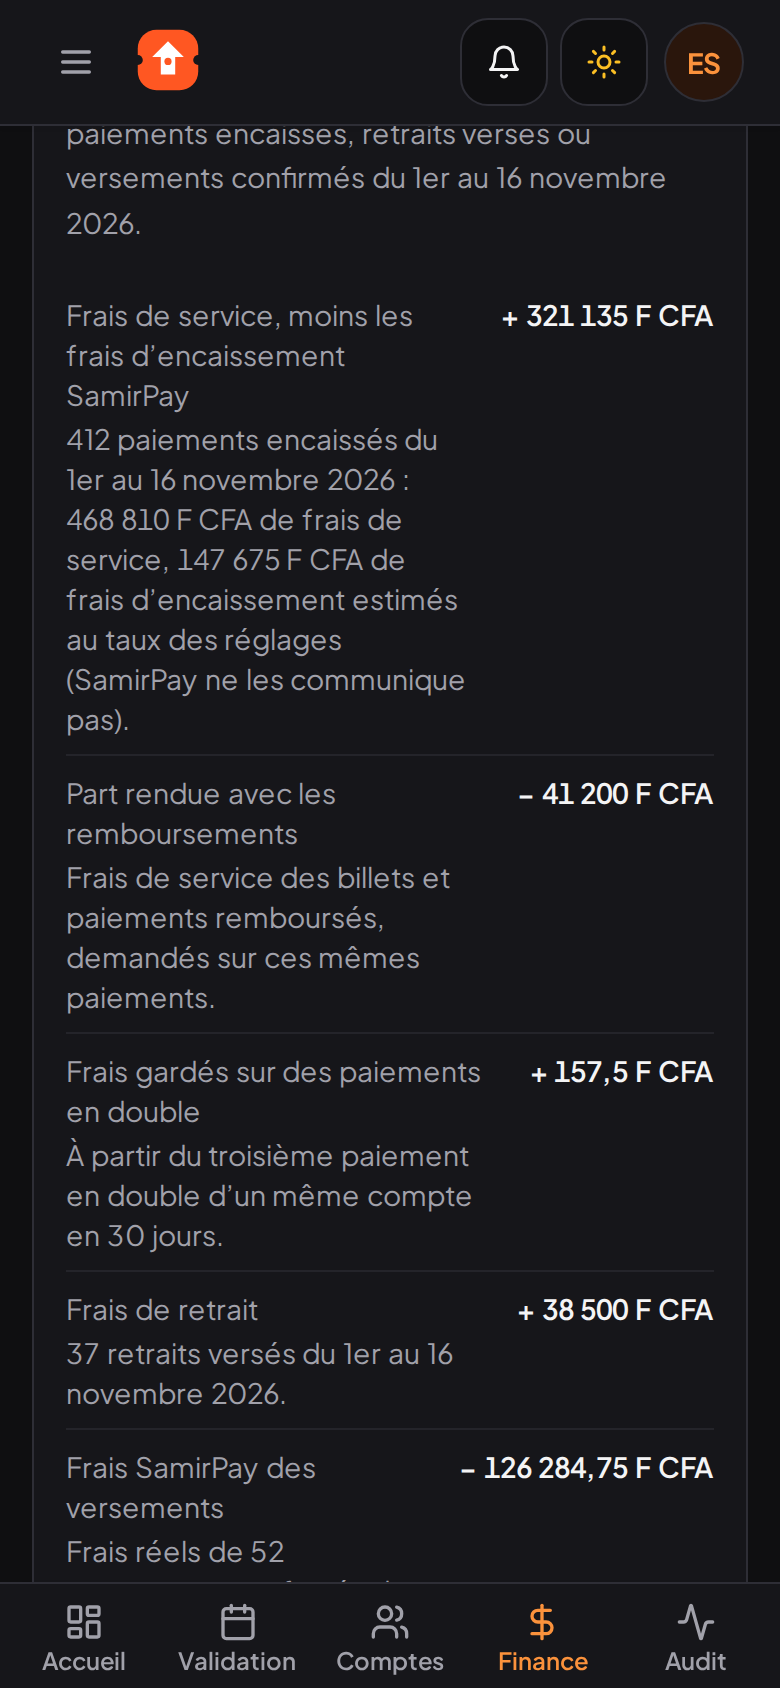 ES
paiements encaissés, retraits versés ou
versements confirmés du 1er au 16 novembre
2026.
Frais de service, moins les
frais d’encaissement
SamirPay
+ 321 135 F CFA
412 paiements encaissés du
1er au 16 novembre 2026 :
468 810 F CFA de frais de
service, 147 675 F CFA de
frais d’encaissement estimés
au taux des réglages
(SamirPay ne les communique
pas).
Part rendue avec les
remboursements
− 41 200 F CFA
Frais de service des billets et
paiements remboursés,
demandés sur ces mêmes
paiements.
Frais gardés sur des paiements
en double
+ 157,5 F CFA
À partir du troisième paiement
en double d’un même compte
en 30 jours.
Frais de retrait
+ 38 500 F CFA
37 retraits versés du 1er au 16
novembre 2026.
Frais SamirPay des
versements
− 126 284,75 F CFA
Frais réels de 52
Accueil
Validation
Comptes
Finance
Audit